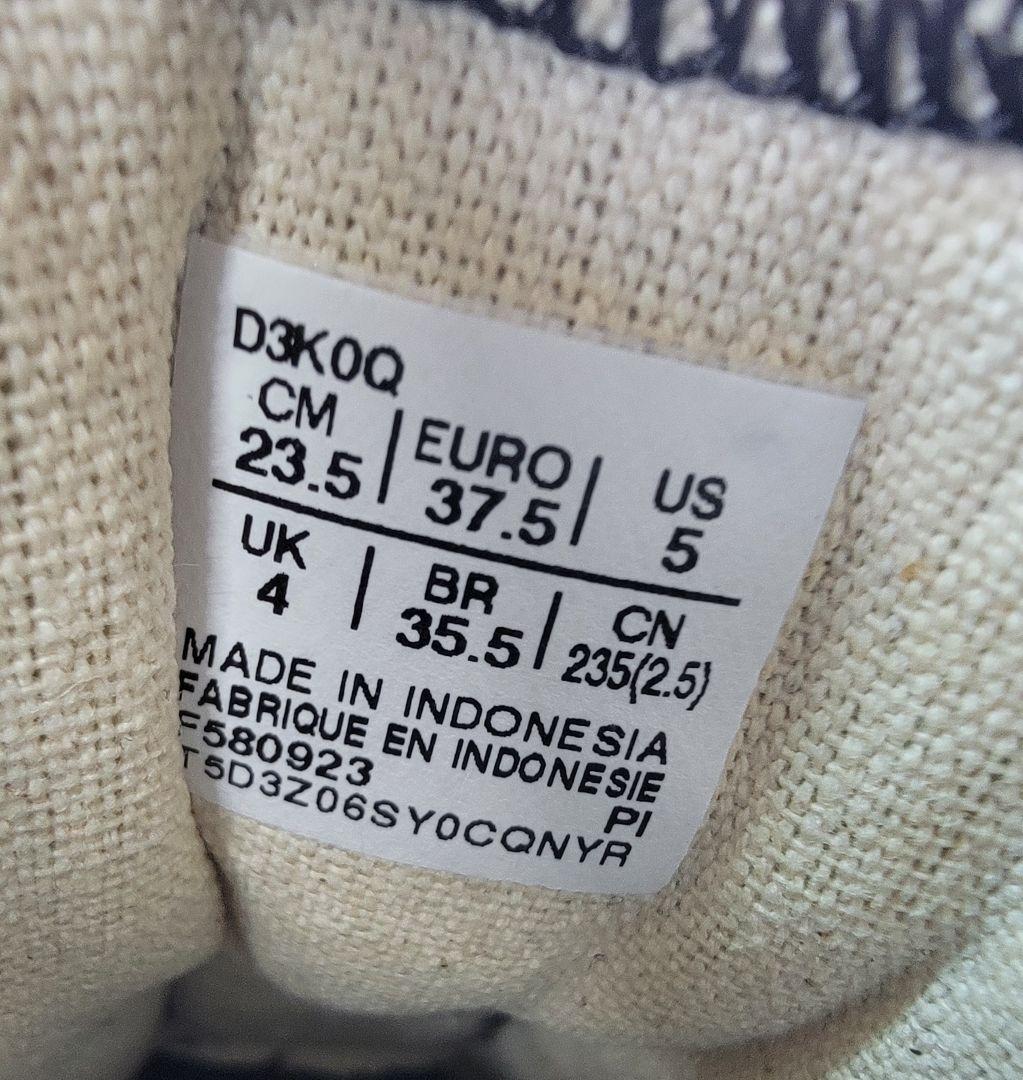 D3K0Q
CM | EURO | US
23.5 | 37.5 | 5
UK | BR | CN
4 | 35.5 | 235(2.5)
MADE IN INDONESIA
FABRIQUE EN INDONESIE
F580923 PI
T5D3Z06SY0CQNYR